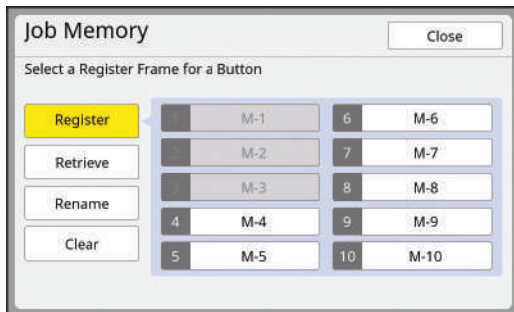 Job Memory
Close
Select a Register Frame for a Button
Register
Retrieve
Rename
Clear
1 M-1
2 M-2
3 M-3
4 M-4
5 M-5
6 M-6
7 M-7
8 M-8
9 M-9
10 M-10